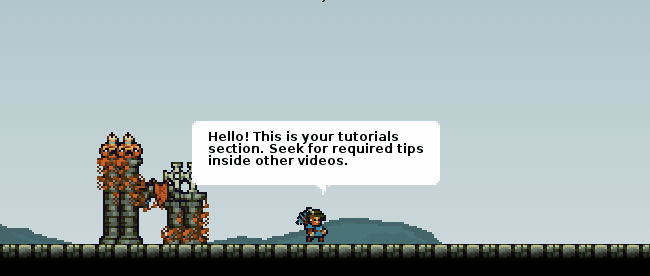 Hello! This is your tutorials
section. Seek for required tips
inside other videos.